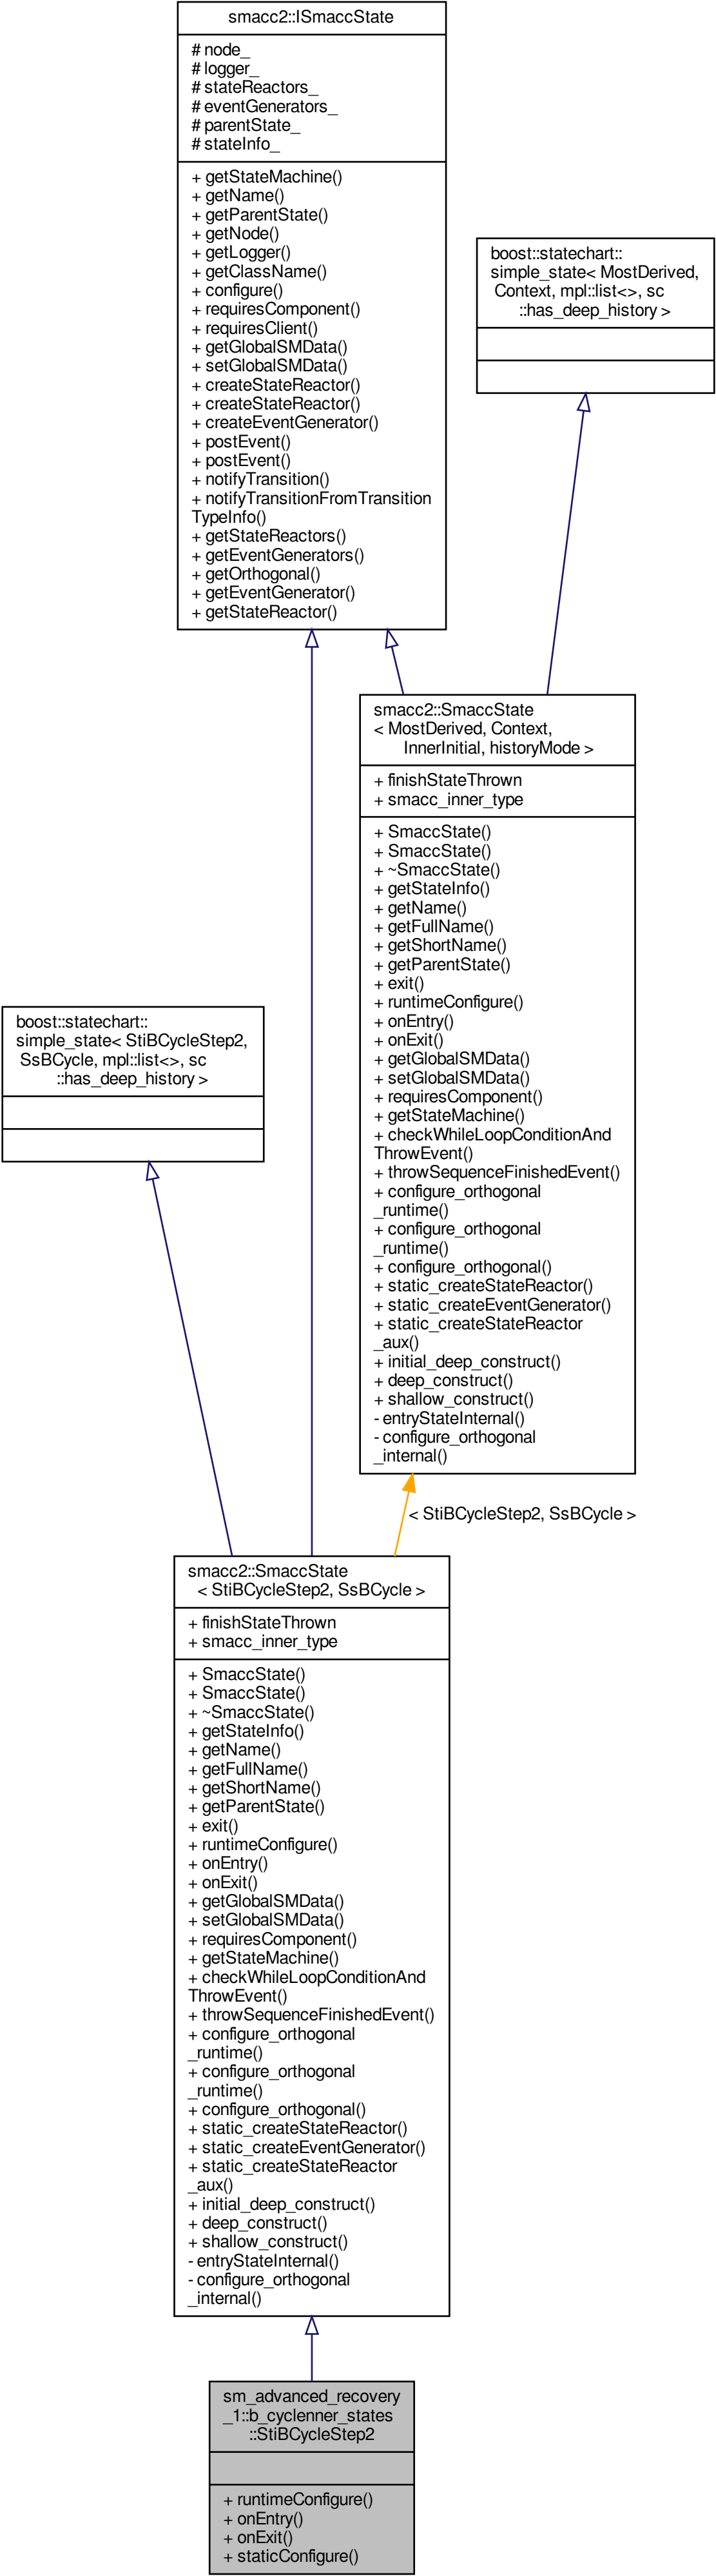 smacc2::ISmaccState
# node_
# logger_
# stateReactors_
# eventGenerators_
# parentState_
# stateInfo_
+ getStateMachine()
+ getName()
+ getParentState()
+ getNode()
+ getLogger()
+ getClassName()
+ configure()
+ requiresComponent()
+ requiresClient()
+ getGlobalSMData()
+ setGlobalSMData()
+ createStateReactor()
+ createStateReactor()
+ createEventGenerator()
+ postEvent()
+ postEvent()
+ notifyTransition()
+ notifyTransitionFromTransition
TypeInfo()
+ getStateReactors()
+ getEventGenerators()
+ getOrthogonal()
+ getEventGenerator()
+ getStateReactor()
boost::statechart::
simple_state< MostDerived,
Context, mpl::list<>, sc
::has_deep_history >
smacc2::SmaccState
< MostDerived, Context,
InnerInitial, historyMode >
+ finishStateThrown
+ smacc_inner_type
+ SmaccState()
+ SmaccState()
+ ~SmaccState()
+ getStateInfo()
+ getName()
+ getFullName()
+ getShortName()
+ getParentState()
+ exit()
+ runtimeConfigure()
+ onEntry()
+ onExit()
+ getGlobalSMData()
+ setGlobalSMData()
+ requiresComponent()
+ getStateMachine()
+ checkWhileLoopConditionAnd
ThrowEvent()
+ throwSequenceFinishedEvent()
+ configure_orthogonal
_runtime()
+ configure_orthogonal
_runtime()
+ configure_orthogonal()
+ static_createStateReactor()
+ static_createEventGenerator()
+ static_createStateReactor
_aux()
+ initial_deep_construct()
+ deep_construct()
+ shallow_construct()
- entryStateInternal()
- configure_orthogonal
_internal()
boost::statechart::
simple_state< StiBCycleStep2,
SsBCycle, mpl::list<>, sc
::has_deep_history >
< StiBCycleStep2, SsBCycle >
smacc2::SmaccState
< StiBCycleStep2, SsBCycle >
+ finishStateThrown
+ smacc_inner_type
+ SmaccState()
+ SmaccState()
+ ~SmaccState()
+ getStateInfo()
+ getName()
+ getFullName()
+ getShortName()
+ getParentState()
+ exit()
+ runtimeConfigure()
+ onEntry()
+ onExit()
+ getGlobalSMData()
+ setGlobalSMData()
+ requiresComponent()
+ getStateMachine()
+ checkWhileLoopConditionAnd
ThrowEvent()
+ throwSequenceFinishedEvent()
+ configure_orthogonal
_runtime()
+ configure_orthogonal
_runtime()
+ configure_orthogonal()
+ static_createStateReactor()
+ static_createEventGenerator()
+ static_createStateReactor
_aux()
+ initial_deep_construct()
+ deep_construct()
+ shallow_construct()
- entryStateInternal()
- configure_orthogonal
_internal()
sm_advanced_recovery
_1::b_cyclenner_states
::StiBCycleStep2
+ runtimeConfigure()
+ onEntry()
+ onExit()
+ staticConfigure()